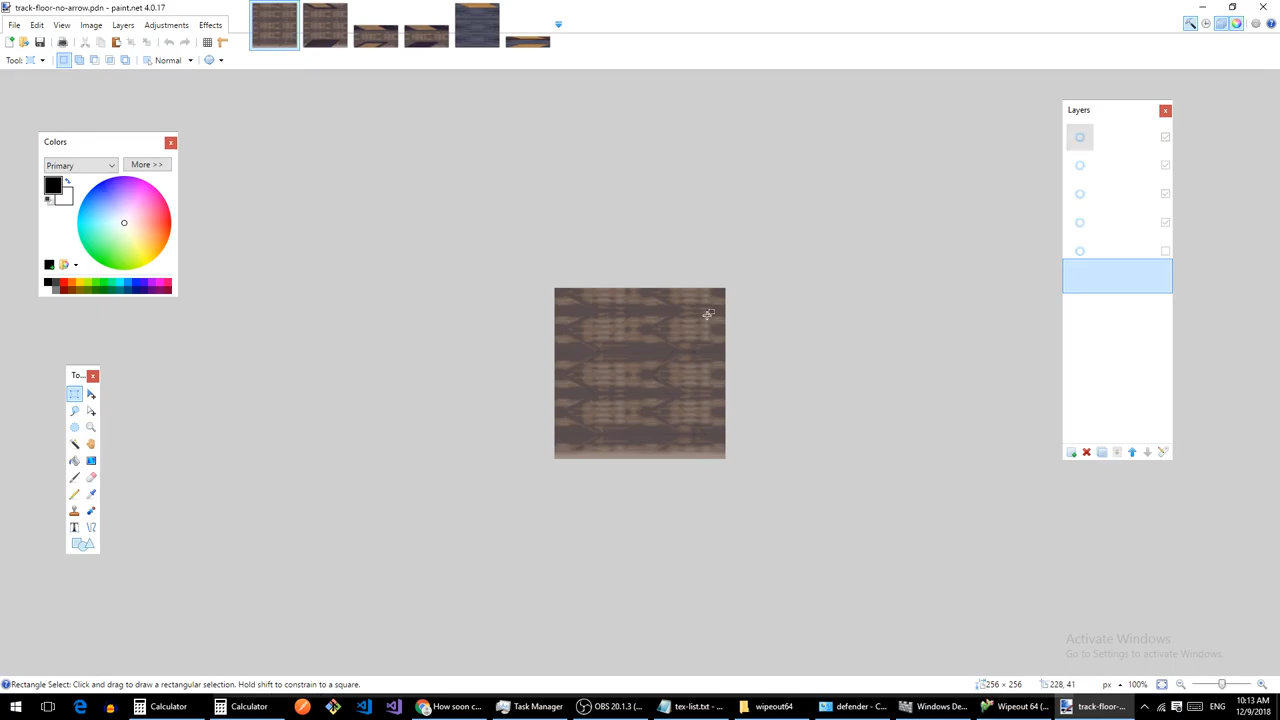 track-floor-no-arrow.pdn - paint.net 4.0.17
File Edit View Image Layers Adjustments Effects
Tool: Normal
Colors
Primary More >>
Layers
To...
Activate Windows
Go to Settings to activate Windows.
Rectangle Select: Click and drag to draw a rectangular selection. Hold shift to constrain to a square.
256 × 256 228, 41 px 100%
Calculator Calculator How soon c... Task Manager OBS 20.1.3 (... tex-list.txt - ... wipeout64 defender - C... Windows De... Wipeout 64 (... track-floor-...
10:13 AM
12/9/2018